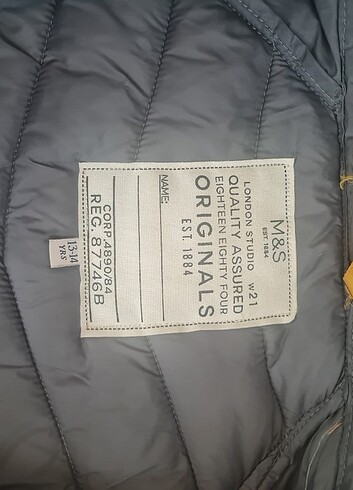 M&S
EST. 1884
LONDON STUDIO W21
QUALITY ASSURED
EIGHTEEN EIGHTY FOUR
ORIGINALS
EST. 1884
NAME:
CORP.4890/84
REG. 87746B
13-14
YRS